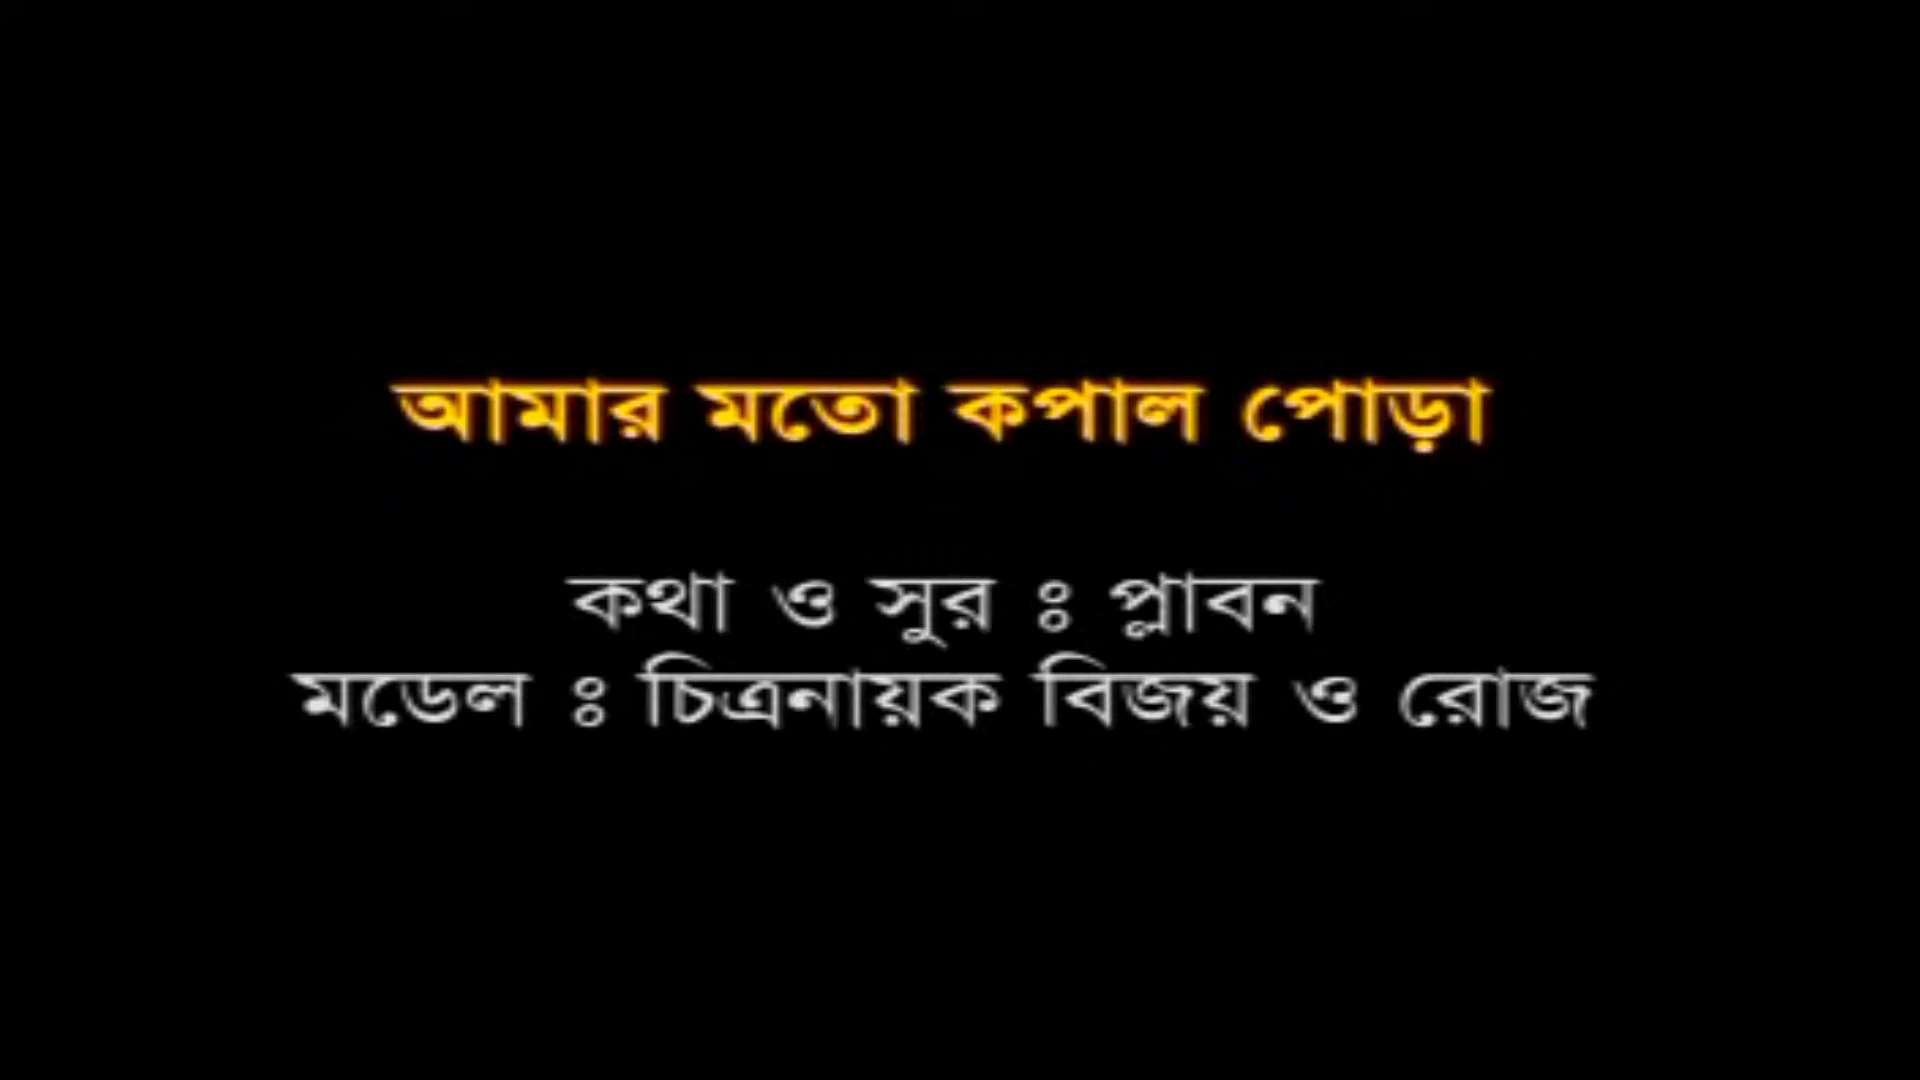 আমার মতো কপাল পোড়া
কথা ও সুর ঃ প্লাবন
মডেল ঃ চিত্রনায়ক বিজয় ও রোজ